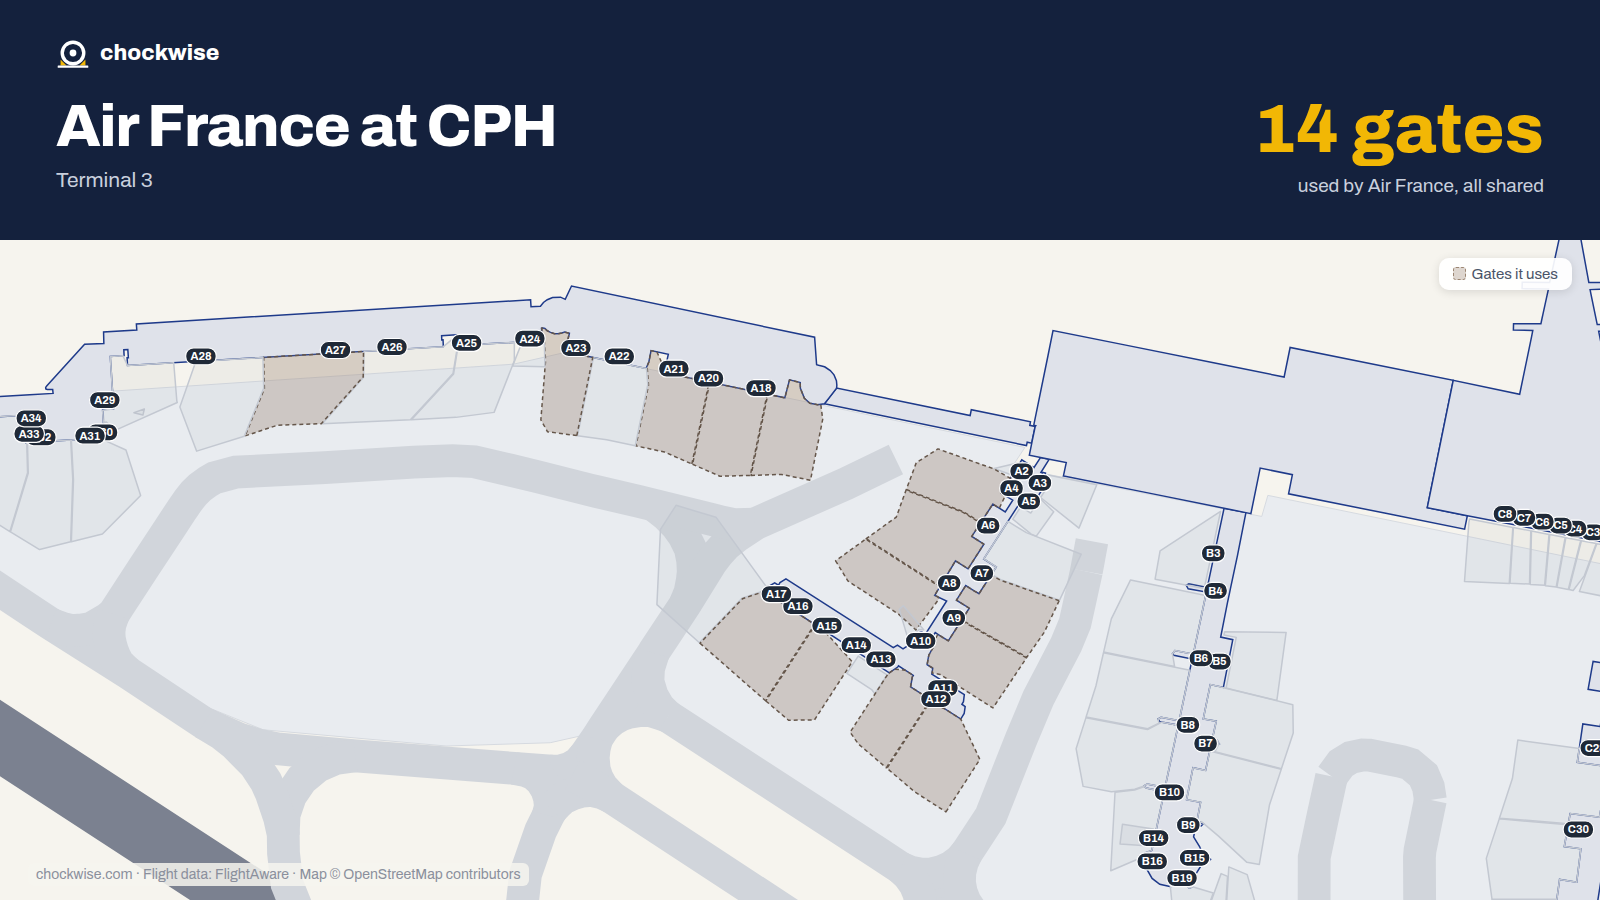 chockwise
Air France at CPH
Terminal 3
14 gates
used by Air France, all shared
Gates it uses
A28
A27
A26
A25
A24
A23
A22
A21
A20
A18
A29
A34
A33
A31
A2
A3
A4
A5
A6
A7
A8
A9
A10
A11
A12
A13
A14
A15
A16
A17
B3
B4
B6
B5
B8
B7
B10
B9
B14
B16
B15
B19
C8
C7
C6
C5
C4
C3
C30
chockwise.com · Flight data: FlightAware · Map © OpenStreetMap contributors